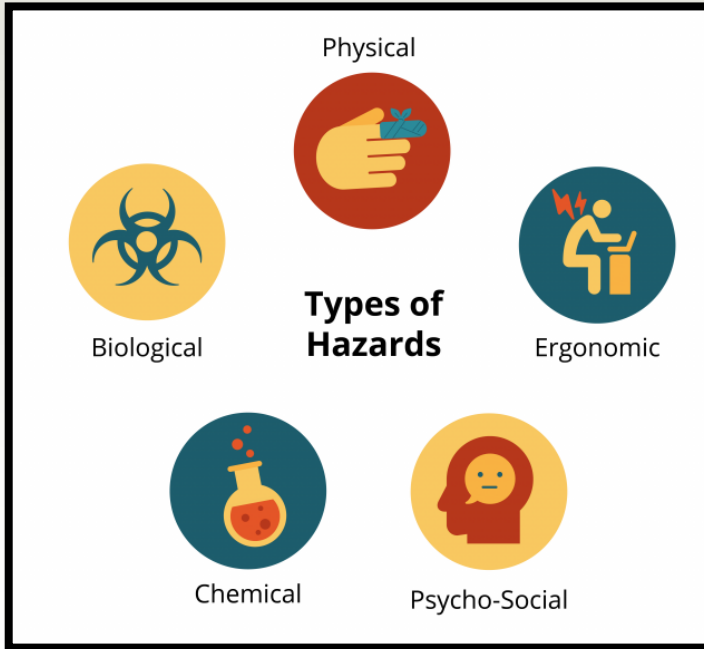 Physical
Biological
Types of
Hazards
Ergonomic
Chemical
Psycho-Social